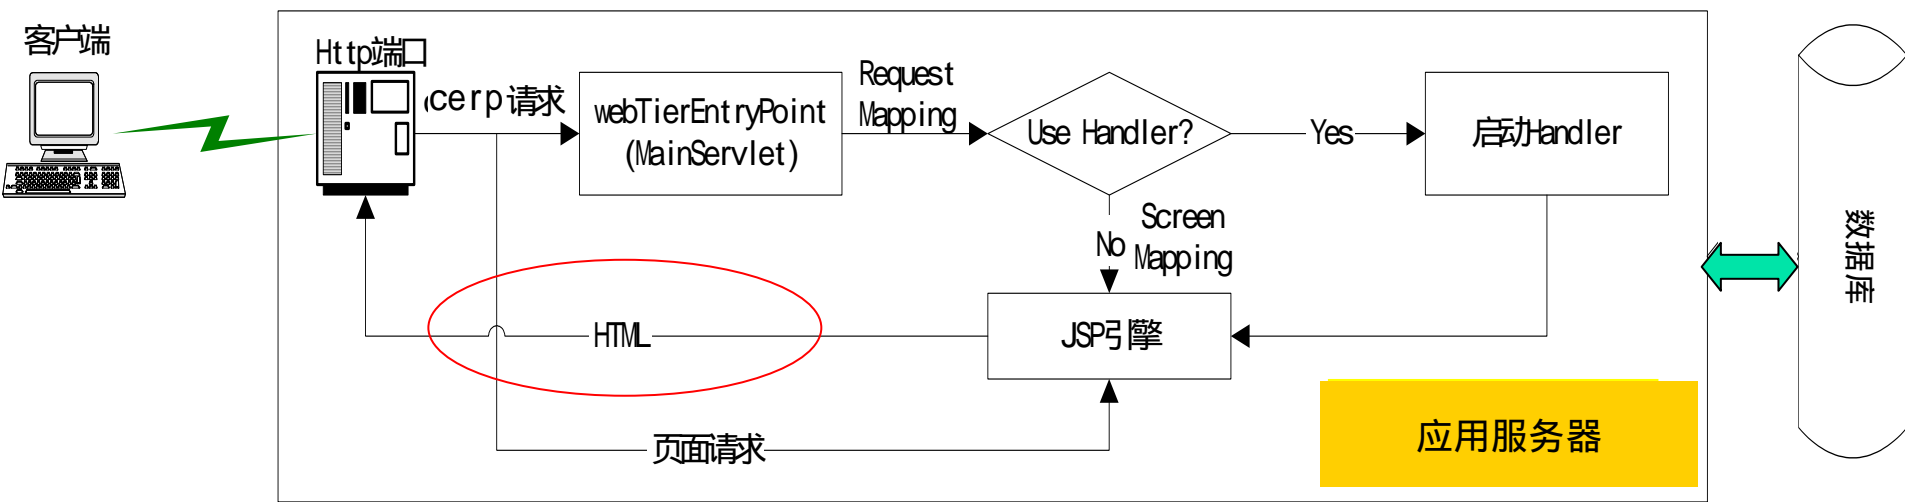 客户端
Http端口
cerp请求
webTierEntryPoint
(MainServlet)
Request
Mapping
Use Handler?
Yes
启动Handler
No
Screen
Mapping
HTML
JSP引擎
页面请求
应用服务器
数据库